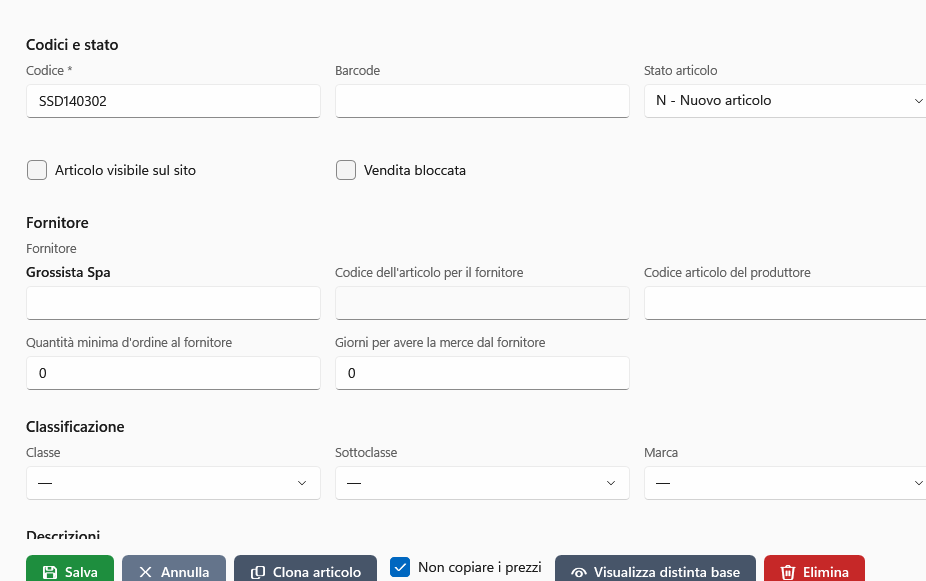 Codici e stato
Codice * Barcode Stato articolo
SSD140302 N - Nuovo articolo
Articolo visibile sul sito Vendita bloccata
Fornitore
Fornitore
Grossista Spa Codice dell'articolo per il fornitore Codice articolo del produttore
Quantità minima d'ordine al fornitore Giorni per avere la merce dal fornitore
0 0
Classificazione
Classe Sottoclasse Marca
— — —
Descrizioni
Salva Annulla Clona articolo Non copiare i prezzi Visualizza distinta base Elimina